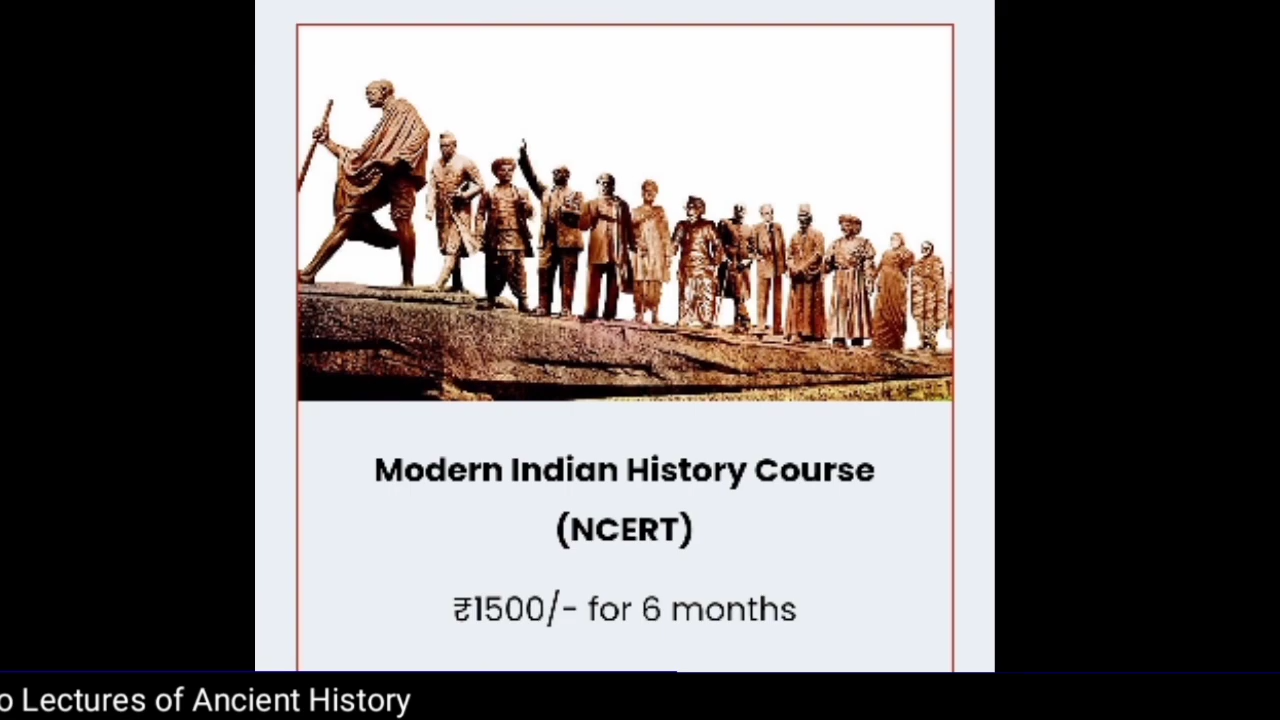 Modern Indian History Course
(NCERT)
₹1500/- for 6 months
Lectures of Ancient History